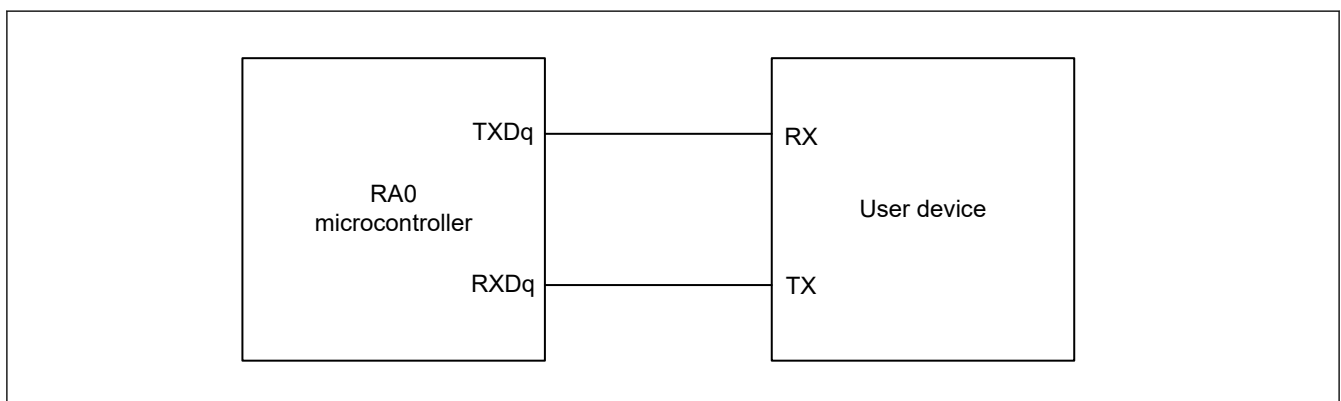 TXDq
RX
RA0
microcontroller
User device
RXDq
TX